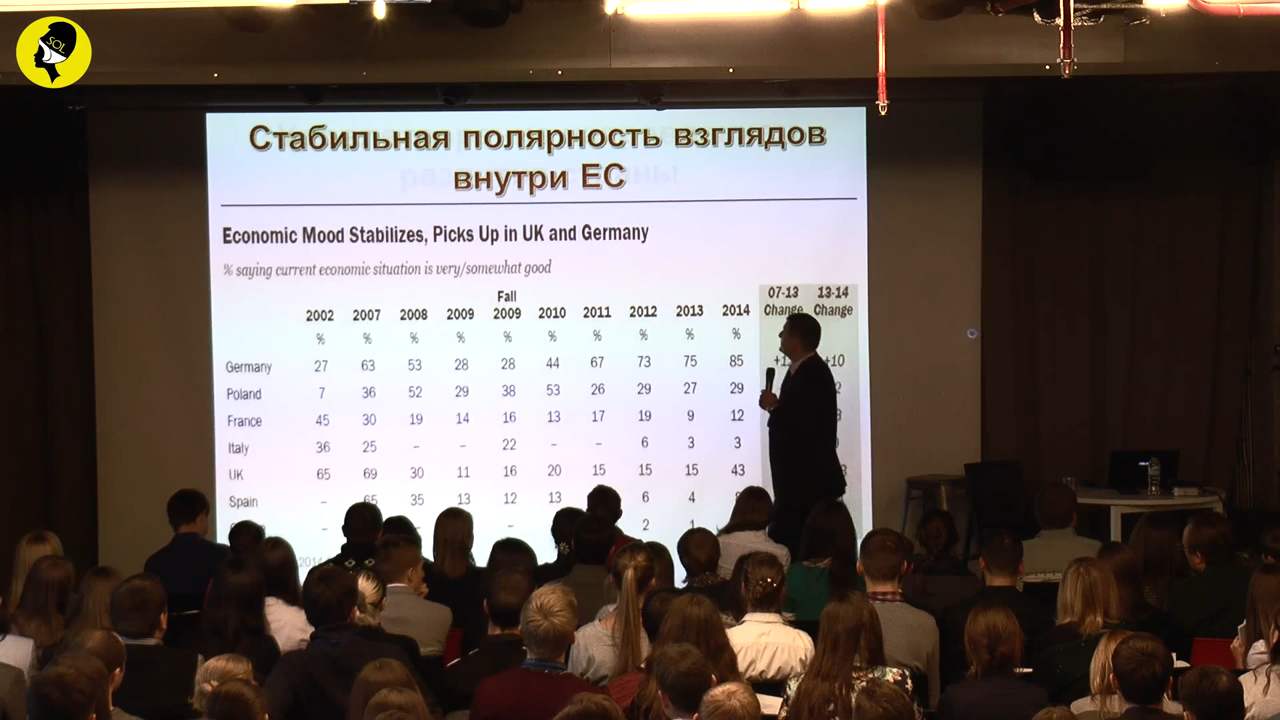 SOL
Стабильная полярность взглядов
внутри ЕС
Economic Mood Stabilizes, Picks Up in UK and Germany
% saying current economic situation is very/somewhat good
Fall 07-13 13-14
2002 2007 2008 2009 2009 2010 2011 2012 2013 2014 Change Change
% % % % % % % % % %
Germany 27 63 53 28 28 44 67 73 75 85 +10
Poland 7 36 52 29 38 53 26 29 27 29
France 45 30 19 14 16 13 17 19 9 12
Italy 36 25 – – 22 – – 6 3 3
UK 65 69 30 11 16 20 15 15 15 43
Spain – 65 35 13 12 13 6 4
– – – 2 1